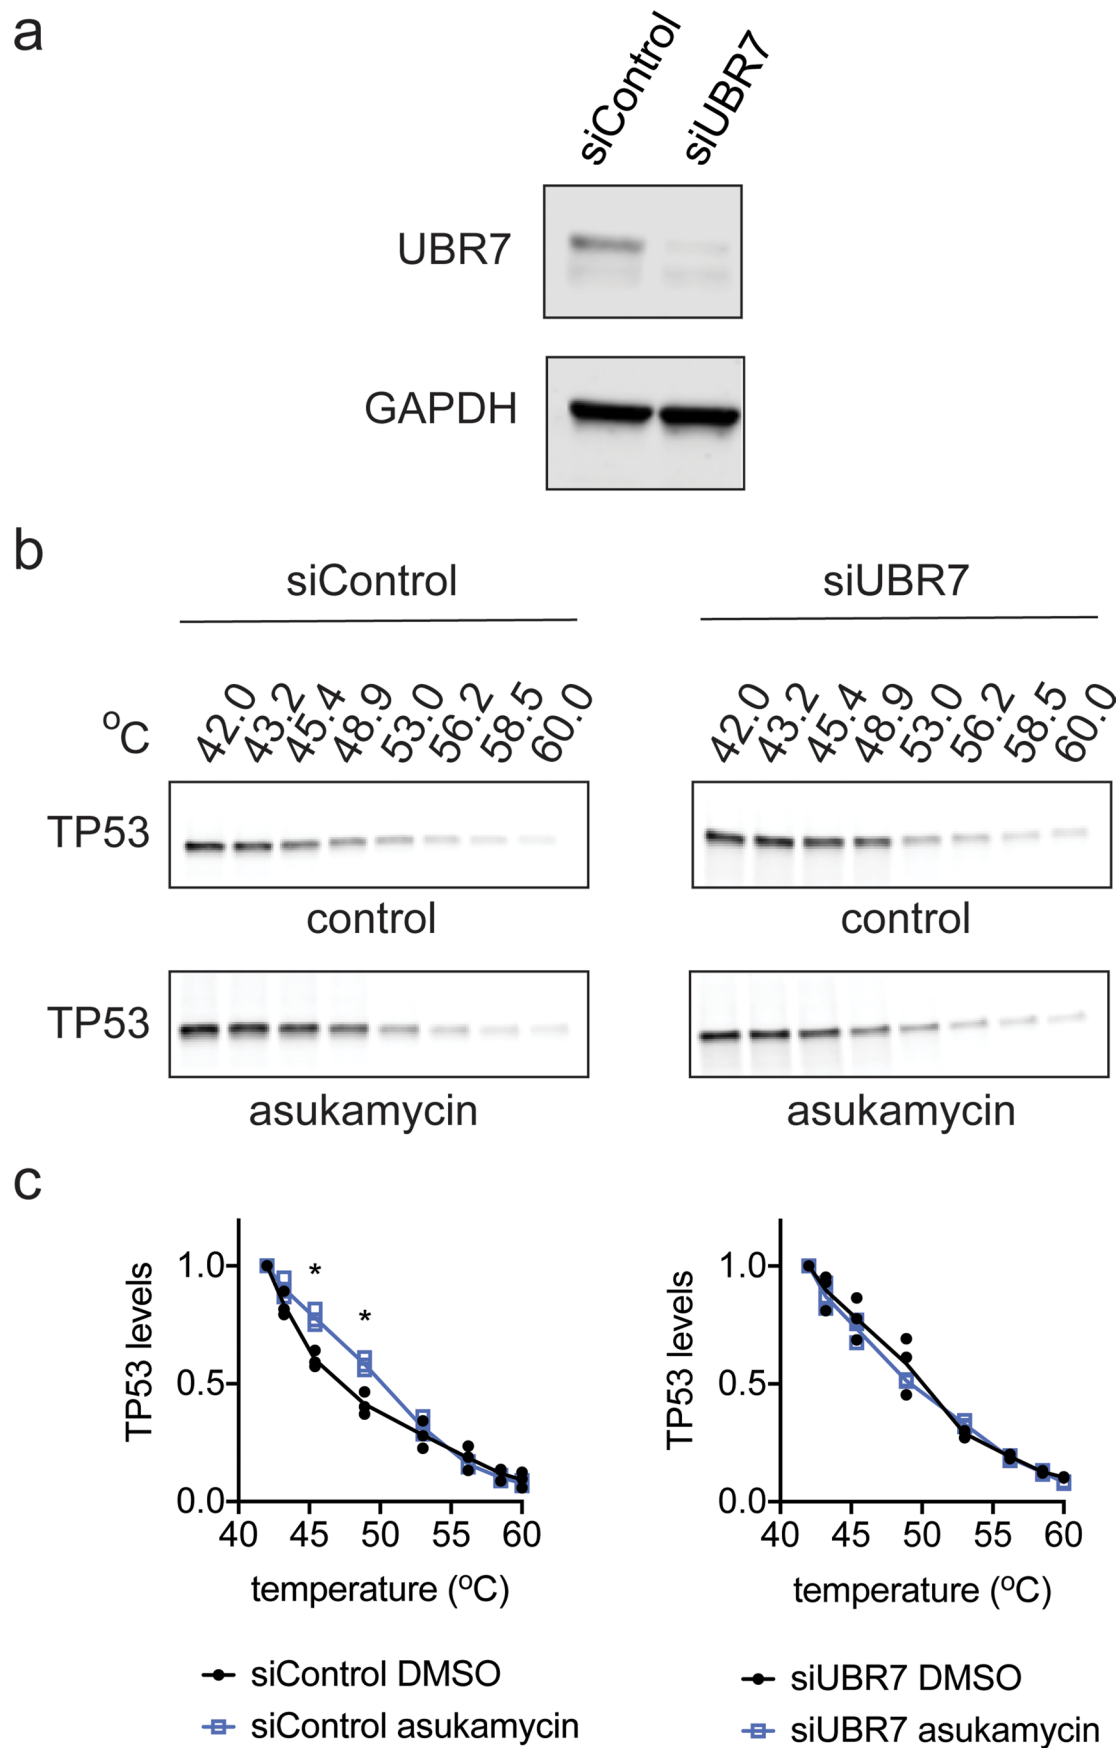 a
siControl siUBR7
UBR7
GAPDH
b
siControl siUBR7
°C 42.0 43.2 45.4 48.9 53.0 56.2 58.5 60.0 42.0 43.2 45.4 48.9 53.0 56.2 58.5 60.0
TP53
control control
TP53
asukamycin asukamycin
c
TP53 levels
1.0
0.5
0.0
* *
40 45 50 55 60
temperature (°C)
siControl DMSO
siControl asukamycin
TP53 levels
1.0
0.5
0.0
40 45 50 55 60
temperature (°C)
siUBR7 DMSO
siUBR7 asukamycin